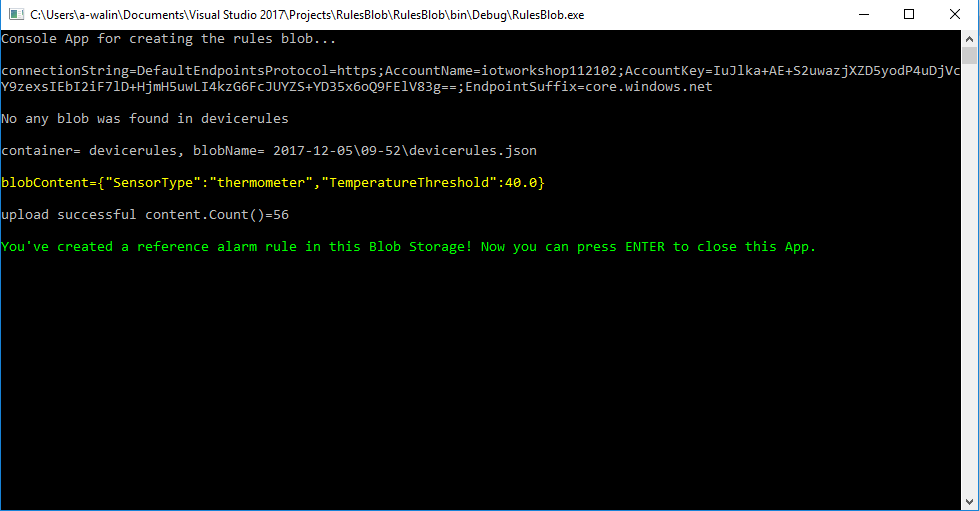 C:\Users\a-walin\Documents\Visual Studio 2017\Projects\RulesBlob\RulesBlob\bin\Debug\RulesBlob.exe
Console App for creating the rules blob...
connectionString=DefaultEndpointsProtocol=https;AccountName=iotworkshop112102;AccountKey=IuJlka+AE+S2uwazjXZD5yodP4uDjVc
Y9zexsIEbI2iF7lD+HjmH5uwLI4kzG6FcJUYZS+YD35x6oQ9FElV83g==;EndpointSuffix=core.windows.net
No any blob was found in devicerules
container= devicerules, blobName= 2017-12-05\09-52\devicerules.json
blobContent={"SensorType":"thermometer","TemperatureThreshold":40.0}
upload successful content.Count()=56
You've created a reference alarm rule in this Blob Storage! Now you can press ENTER to close this App.